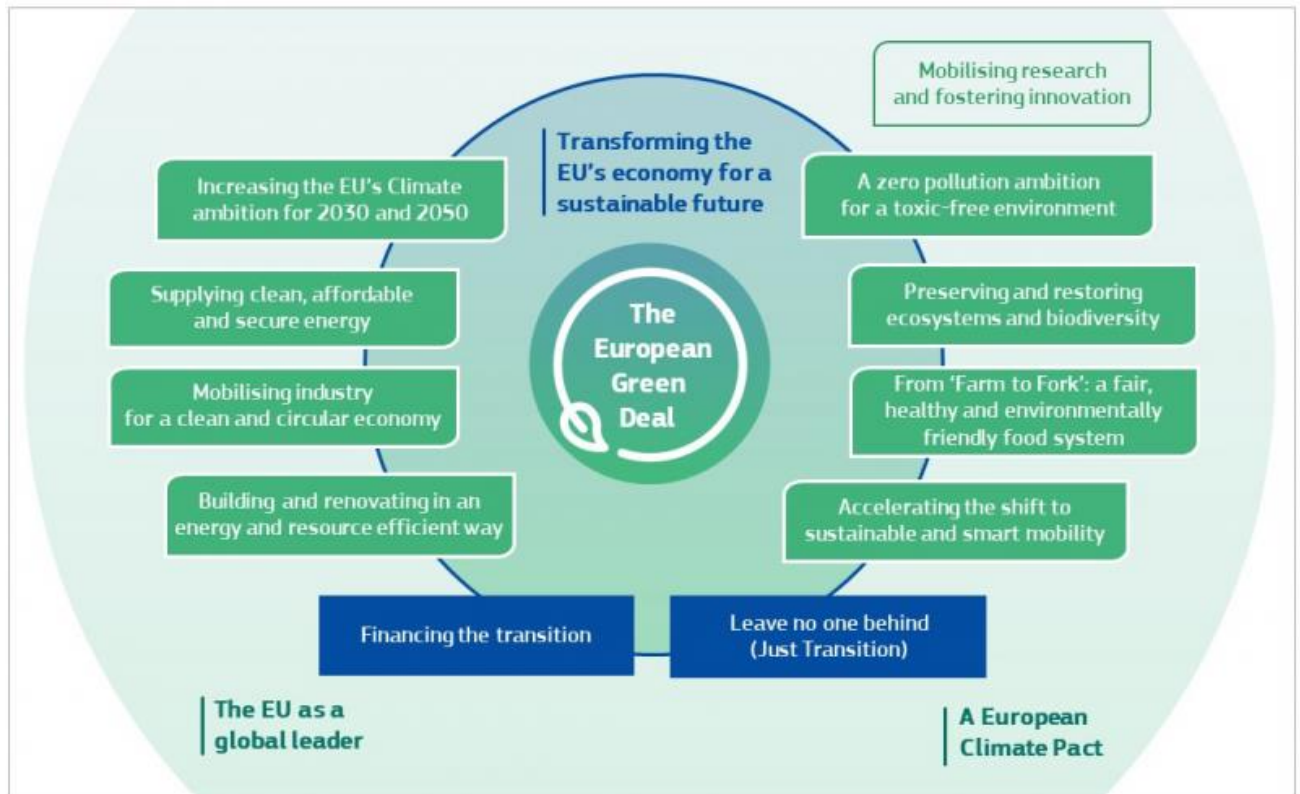 Mobilising research
and fostering innovation
Transforming the
EU's economy for a
sustainable future
Increasing the EU's Climate
ambition for 2030 and 2050
A zero pollution ambition
for a toxic-free environment
Supplying clean, affordable
and secure energy
Preserving and restoring
ecosystems and biodiversity
The
European
Green
Deal
Mobilising industry
for a clean and circular economy
From ‘Farm to Fork’: a fair,
healthy and environmentally
friendly food system
Building and renovating in an
energy and resource efficient way
Accelerating the shift to
sustainable and smart mobility
Financing the transition
Leave no one behind
(Just Transition)
The EU as a
global leader
A European
Climate Pact